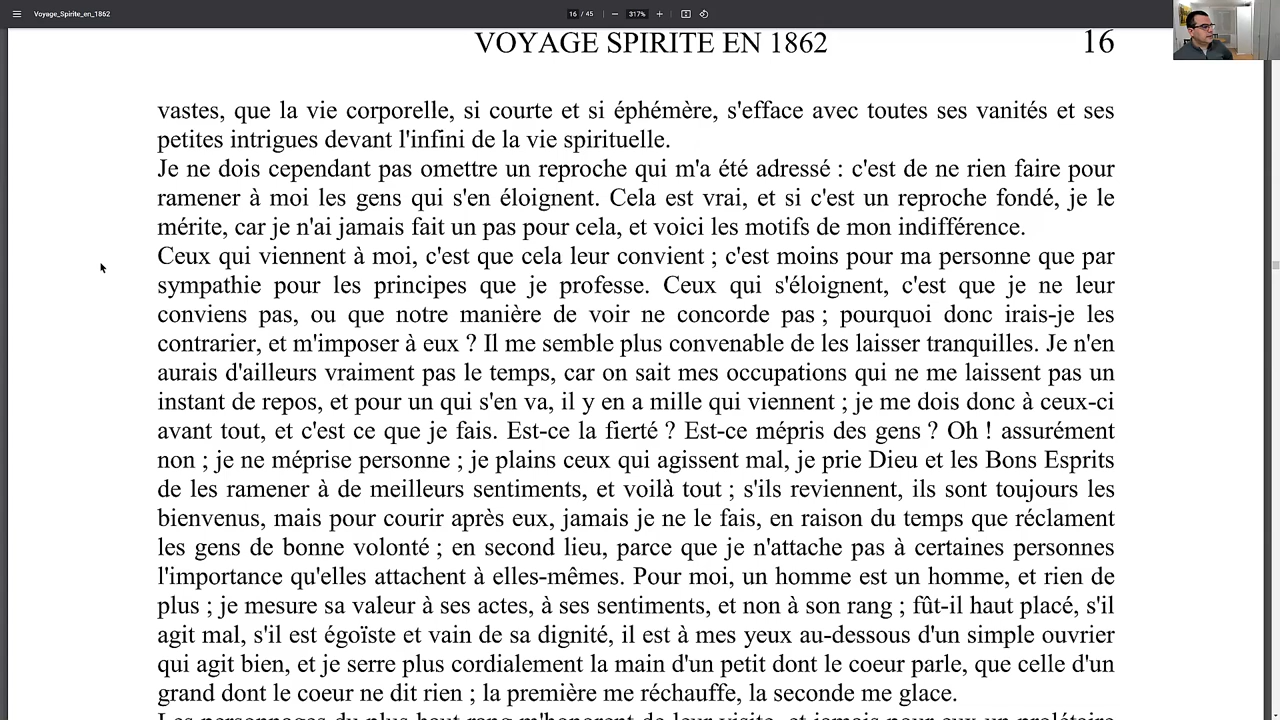 Voyage_Spirite_en_1862
16 / 45
317%
VOYAGE SPIRITE EN 1862 16
vastes, que la vie corporelle, si courte et si éphémère, s'efface avec toutes ses vanités et ses
petites intrigues devant l'infini de la vie spirituelle.
Je ne dois cependant pas omettre un reproche qui m'a été adressé : c'est de ne rien faire pour
ramener à moi les gens qui s'en éloignent. Cela est vrai, et si c'est un reproche fondé, je le
mérite, car je n'ai jamais fait un pas pour cela, et voici les motifs de mon indifférence.
Ceux qui viennent à moi, c'est que cela leur convient ; c'est moins pour ma personne que par
sympathie pour les principes que je professe. Ceux qui s'éloignent, c'est que je ne leur
conviens pas, ou que notre manière de voir ne concorde pas ; pourquoi donc irais-je les
contrarier, et m'imposer à eux ? Il me semble plus convenable de les laisser tranquilles. Je n'en
aurais d'ailleurs vraiment pas le temps, car on sait mes occupations qui ne me laissent pas un
instant de repos, et pour un qui s'en va, il y en a mille qui viennent ; je me dois donc à ceux-ci
avant tout, et c'est ce que je fais. Est-ce la fierté ? Est-ce mépris des gens ? Oh ! assurément
non ; je ne méprise personne ; je plains ceux qui agissent mal, je prie Dieu et les Bons Esprits
de les ramener à de meilleurs sentiments, et voilà tout ; s'ils reviennent, ils sont toujours les
bienvenus, mais pour courir après eux, jamais je ne le fais, en raison du temps que réclament
les gens de bonne volonté ; en second lieu, parce que je n'attache pas à certaines personnes
l'importance qu'elles attachent à elles-mêmes. Pour moi, un homme est un homme, et rien de
plus ; je mesure sa valeur à ses actes, à ses sentiments, et non à son rang ; fût-il haut placé, s'il
agit mal, s'il est égoïste et vain de sa dignité, il est à mes yeux au-dessous d'un simple ouvrier
qui agit bien, et je serre plus cordialement la main d'un petit dont le coeur parle, que celle d'un
grand dont le coeur ne dit rien ; la première me réchauffe, la seconde me glace.
Les personnages du plus haut rang m'honorent de leur visite, et jamais pour eux un prolétaire